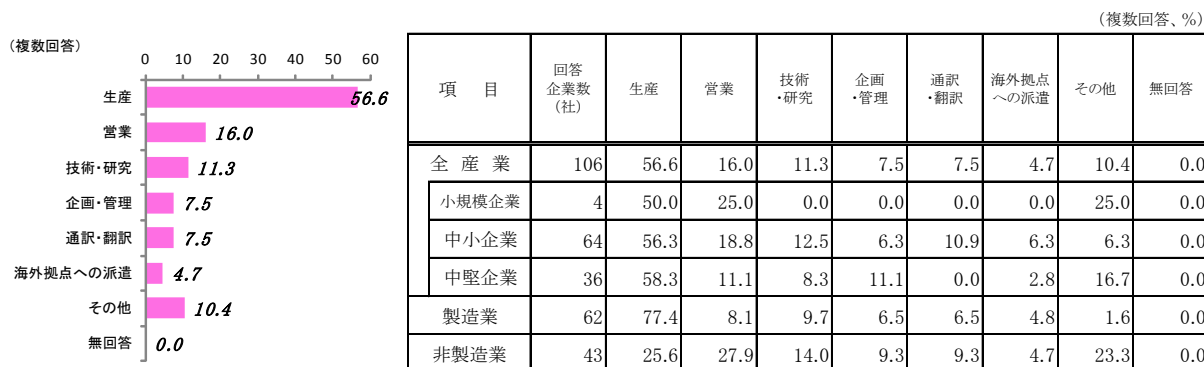 （複数回答、%）
（複数回答）
0 10 20 30 40 50 60
生産 56.6
営業 16.0
技術・研究 11.3
企画・管理 7.5
通訳・翻訳 7.5
海外拠点への派遣 4.7
その他 10.4
無回答 0.0
項　目 回答企業数（社） 生産 営業 技術・研究 企画・管理 通訳・翻訳 海外拠点への派遣 その他 無回答
全 産 業 106 56.6 16.0 11.3 7.5 7.5 4.7 10.4 0.0
小規模企業 4 50.0 25.0 0.0 0.0 0.0 0.0 25.0 0.0
中小企業 64 56.3 18.8 12.5 6.3 10.9 6.3 6.3 0.0
中堅企業 36 58.3 11.1 8.3 11.1 0.0 2.8 16.7 0.0
製造業 62 77.4 8.1 9.7 6.5 6.5 4.8 1.6 0.0
非製造業 43 25.6 27.9 14.0 9.3 9.3 4.7 23.3 0.0